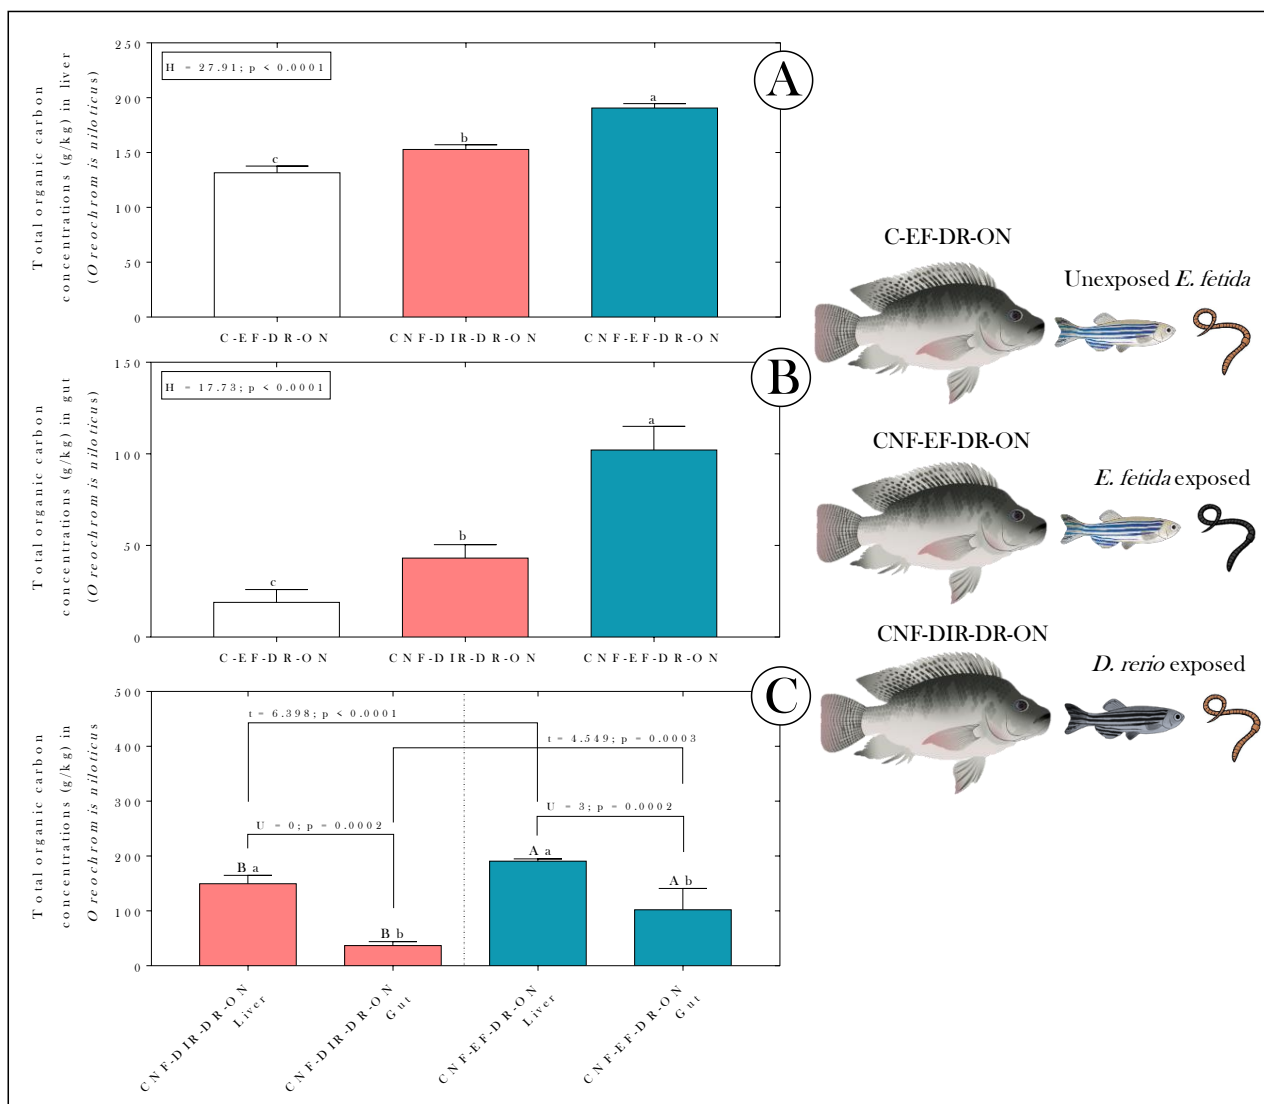 Total organic carbon
concentrations (g/kg) in liver
(Oreochromis niloticus)
250
200
150
100
50
0
H = 27.91; p < 0.0001
c
b
a
C-EF-DR-ON
CNF-DIR-DR-ON
CNF-EF-DR-ON
A
Total organic carbon
concentrations (g/kg) in gut
(Oreochromis niloticus)
150
100
50
0
H = 17.73; p < 0.0001
c
b
a
C-EF-DR-ON
CNF-DIR-DR-ON
CNF-EF-DR-ON
B
Total organic carbon
concentrations (g/kg) in
Oreochromis niloticus
500
400
300
200
100
0
t = 6.398; p < 0.0001
t = 4.549; p = 0.0003
U = 0; p = 0.0002
U = 3; p = 0.0002
B a
B b
A a
A b
CNF-DIR-DR-ON
Liver
CNF-DIR-DR-ON
Gut
CNF-EF-DR-ON
Liver
CNF-EF-DR-ON
Gut
C
C-EF-DR-ON
Unexposed E. fetida
CNF-EF-DR-ON
E. fetida exposed
CNF-DIR-DR-ON
D. rerio exposed